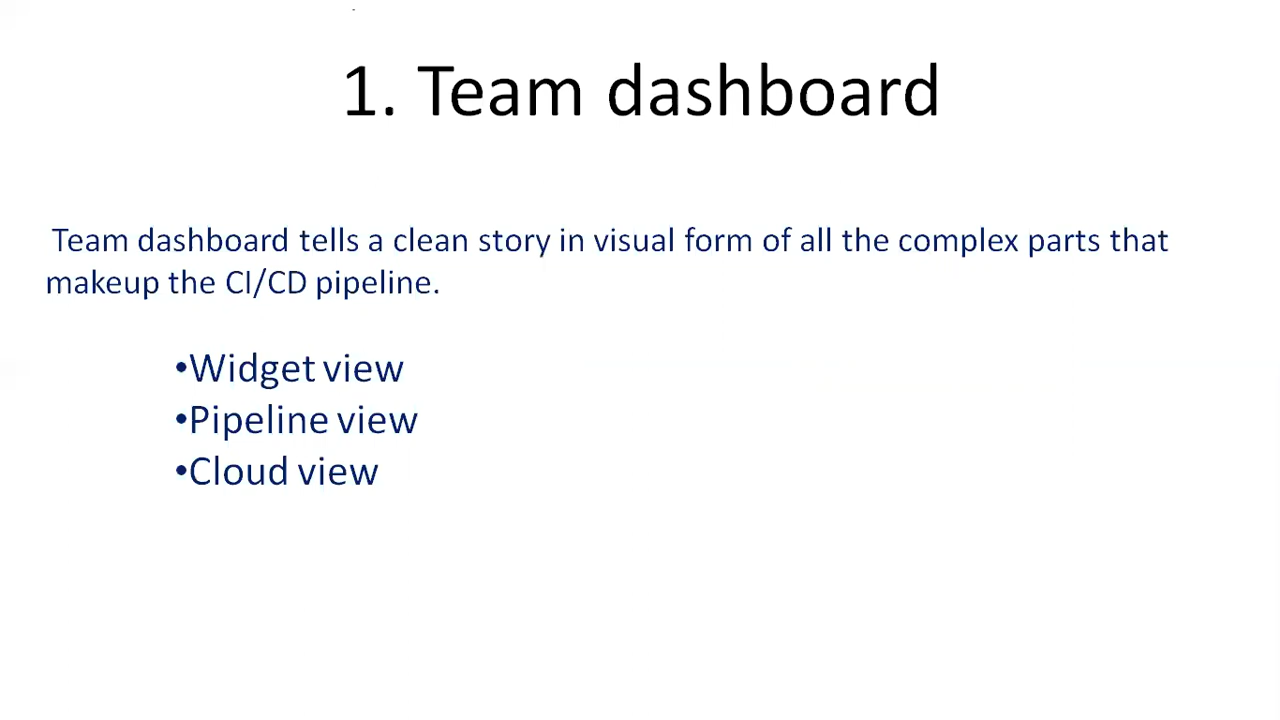 1. Team dashboard
Team dashboard tells a clean story in visual form of all the complex parts that
makeup the CI/CD pipeline.
•Widget view
•Pipeline view
•Cloud view